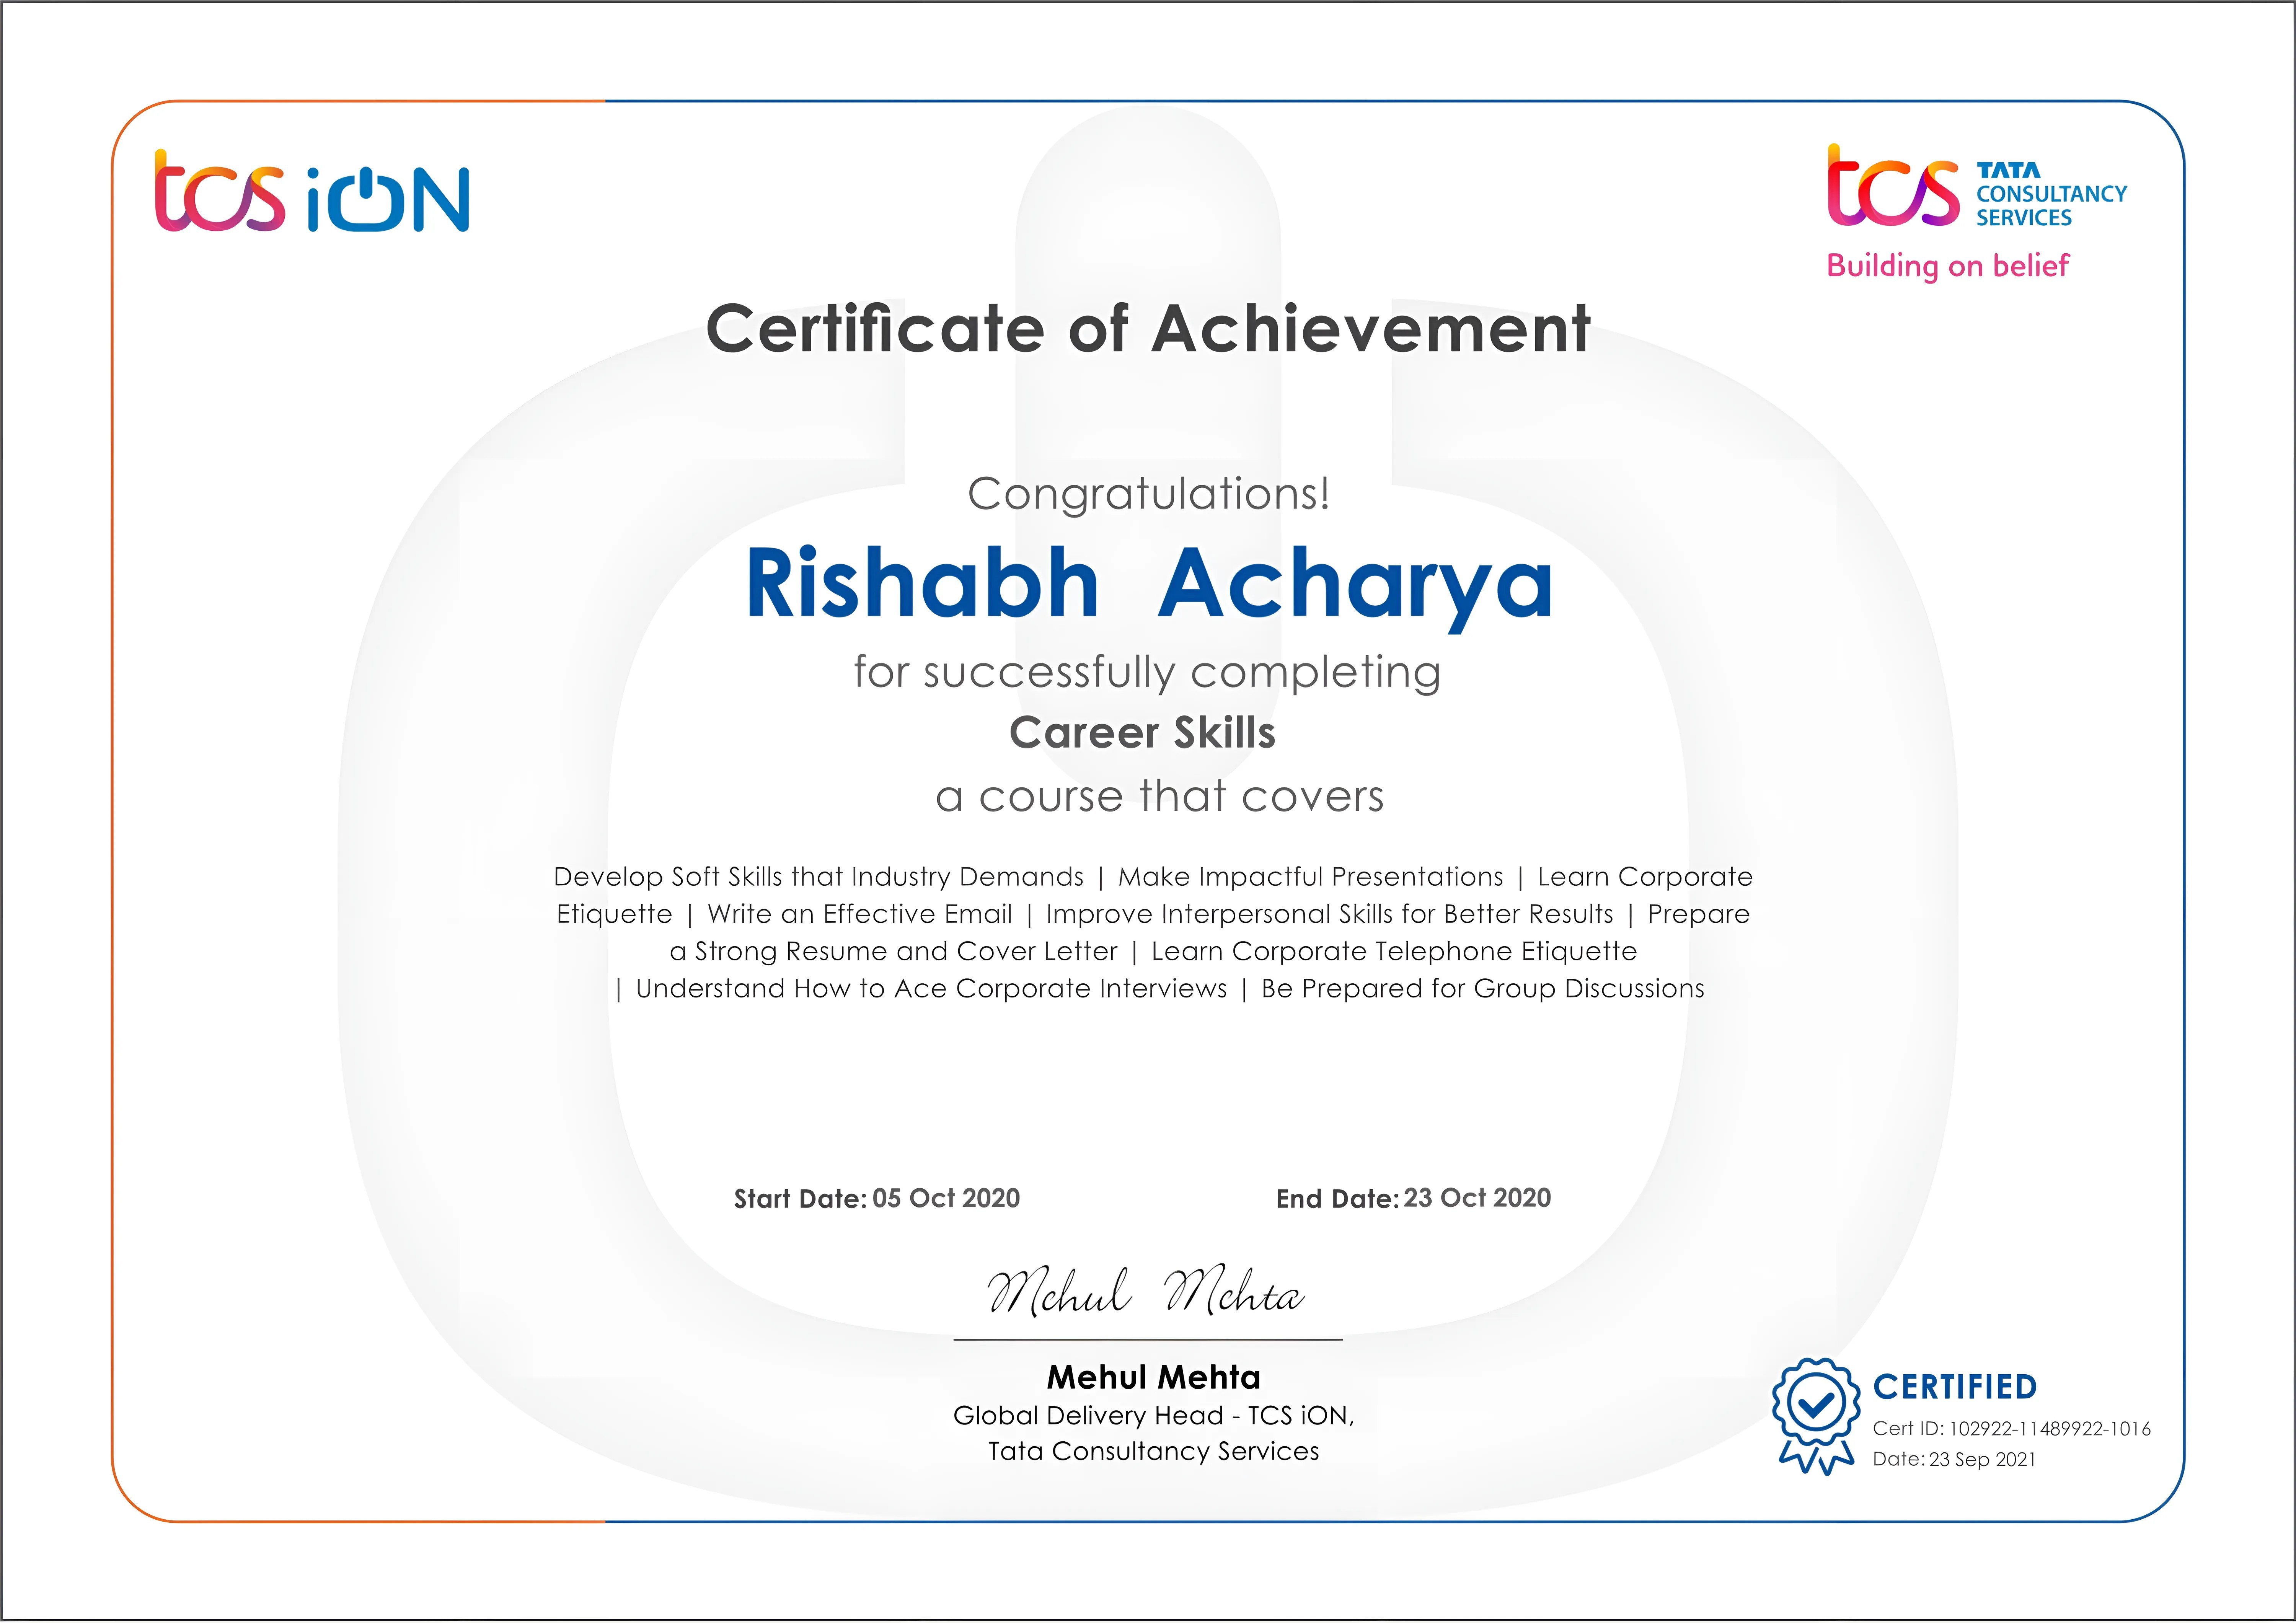 tcs iON
tcs TATA
CONSULTANCY
SERVICES
Building on belief
Certificate of Achievement
Congratulations!
Rishabh Acharya
for successfully completing
Career Skills
a course that covers
Develop Soft Skills that Industry Demands | Make Impactful Presentations | Learn Corporate
Etiquette | Write an Effective Email | Improve Interpersonal Skills for Better Results | Prepare
a Strong Resume and Cover Letter | Learn Corporate Telephone Etiquette
| Understand How to Ace Corporate Interviews | Be Prepared for Group Discussions
Start Date: 05 Oct 2020 End Date: 23 Oct 2020
Mehul Mehta
Mehul Mehta
Global Delivery Head - TCS iON,
Tata Consultancy Services
CERTIFIED
Cert ID: 102922-11489922-1016
Date: 23 Sep 2021